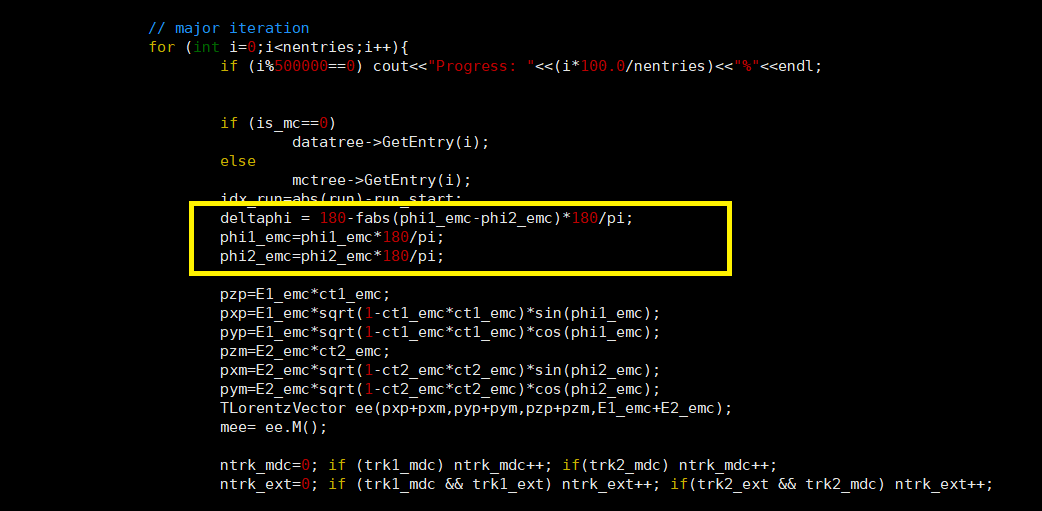 // major iteration
for (int i=0;i<nentries;i++){
if (i%500000==0) cout<<"Progress: "<<(i*100.0/nentries)<<"%"<<endl;
if (is_mc==0)
datatree->GetEntry(i);
else
mctree->GetEntry(i);
idx_run=abs(run)-run_start;
deltaphi = 180-fabs(phi1_emc-phi2_emc)*180/pi;
phi1_emc=phi1_emc*180/pi;
phi2_emc=phi2_emc*180/pi;
pzp=E1_emc*ct1_emc;
pxp=E1_emc*sqrt(1-ct1_emc*ct1_emc)*sin(phi1_emc);
pyp=E1_emc*sqrt(1-ct1_emc*ct1_emc)*cos(phi1_emc);
pzm=E2_emc*ct2_emc;
pxm=E2_emc*sqrt(1-ct2_emc*ct2_emc)*sin(phi2_emc);
pym=E2_emc*sqrt(1-ct2_emc*ct2_emc)*cos(phi2_emc);
TLorentzVector ee(pxp+pxm,pyp+pym,pzp+pzm,E1_emc+E2_emc);
mee= ee.M();
ntrk_mdc=0; if (trk1_mdc) ntrk_mdc++; if(trk2_mdc) ntrk_mdc++;
ntrk_ext=0; if (trk1_mdc && trk1_ext) ntrk_ext++; if(trk2_ext && trk2_mdc) ntrk_ext++;